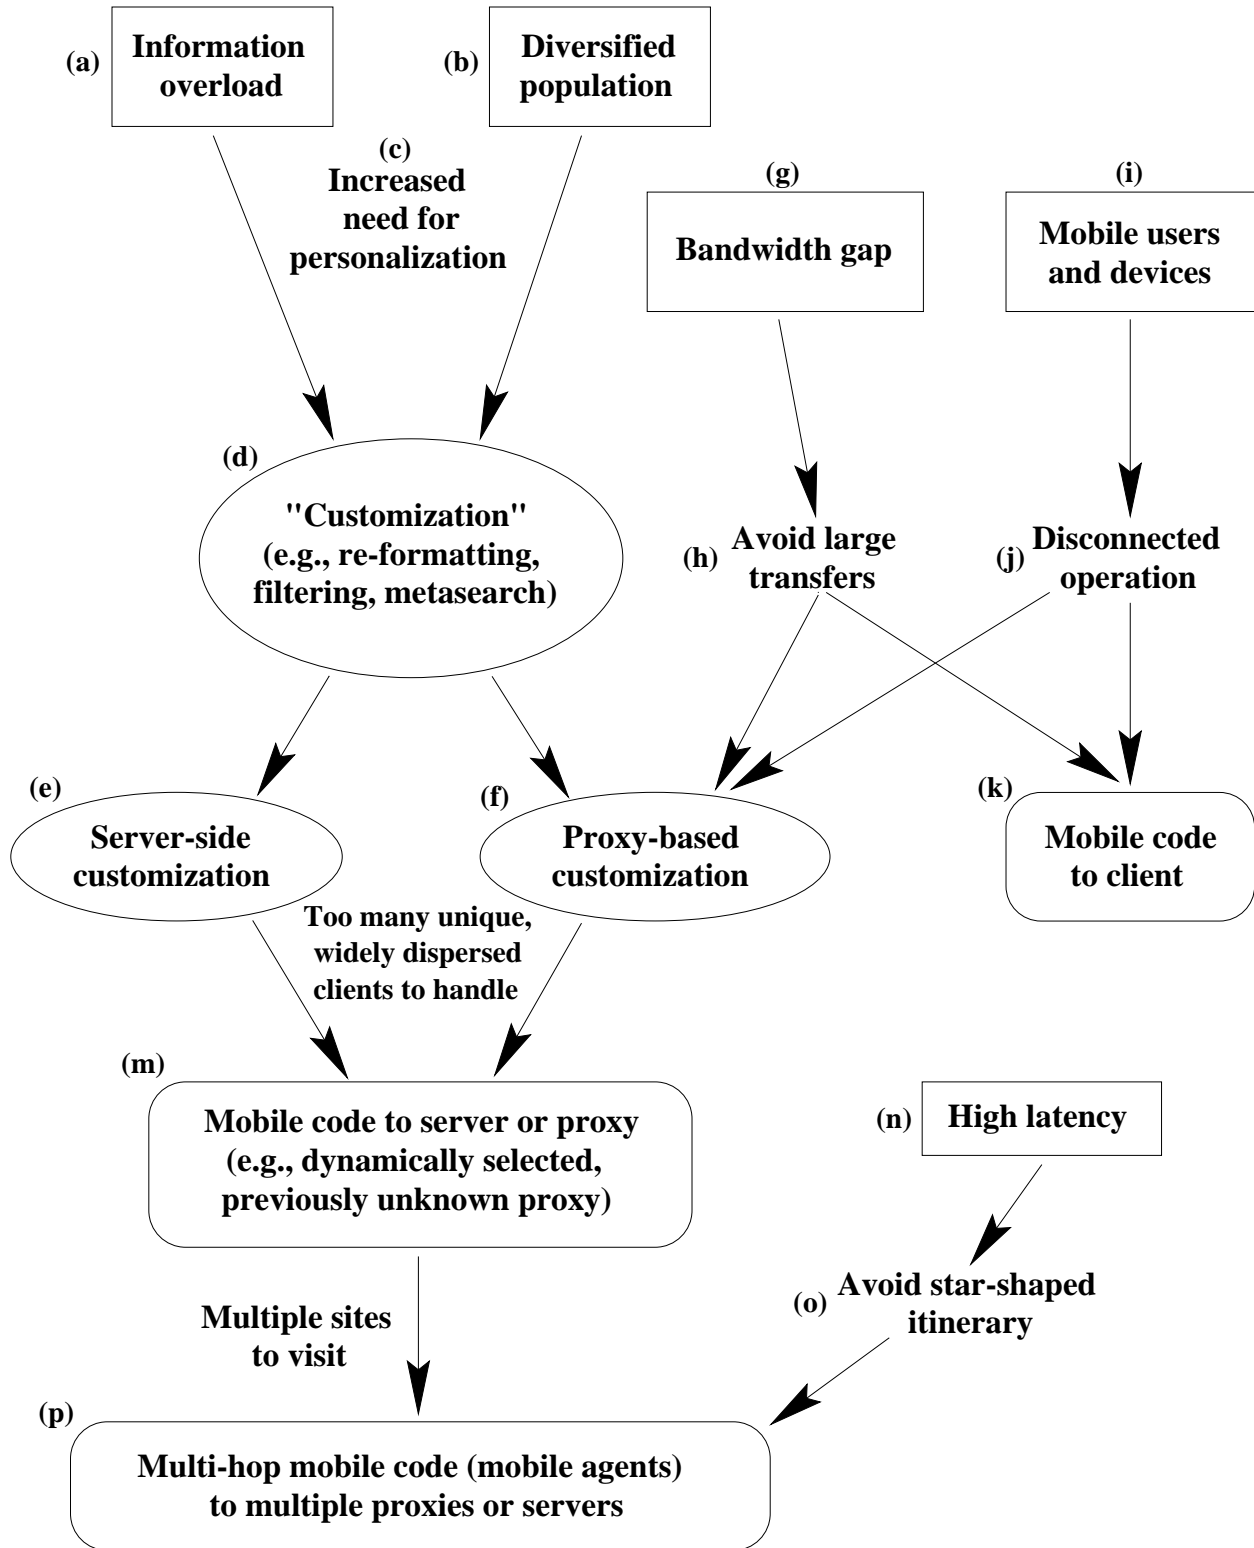 (a)
Information
overload
(b)
Diversified
population
(c)
Increased
need for
personalization
(g)
Bandwidth gap
(i)
Mobile users
and devices
(d)
"Customization"
(e.g., re-formatting,
filtering, metasearch)
(h)
Avoid large
transfers
(j)
Disconnected
operation
(e)
Server-side
customization
(f)
Proxy-based
customization
(k)
Mobile code
to client
Too many unique,
widely dispersed
clients to handle
(m)
Mobile code to server or proxy
(e.g., dynamically selected,
previously unknown proxy)
(n)
High latency
Multiple sites
to visit
(o)
Avoid star-shaped
itinerary
(p)
Multi-hop mobile code (mobile agents)
to multiple proxies or servers